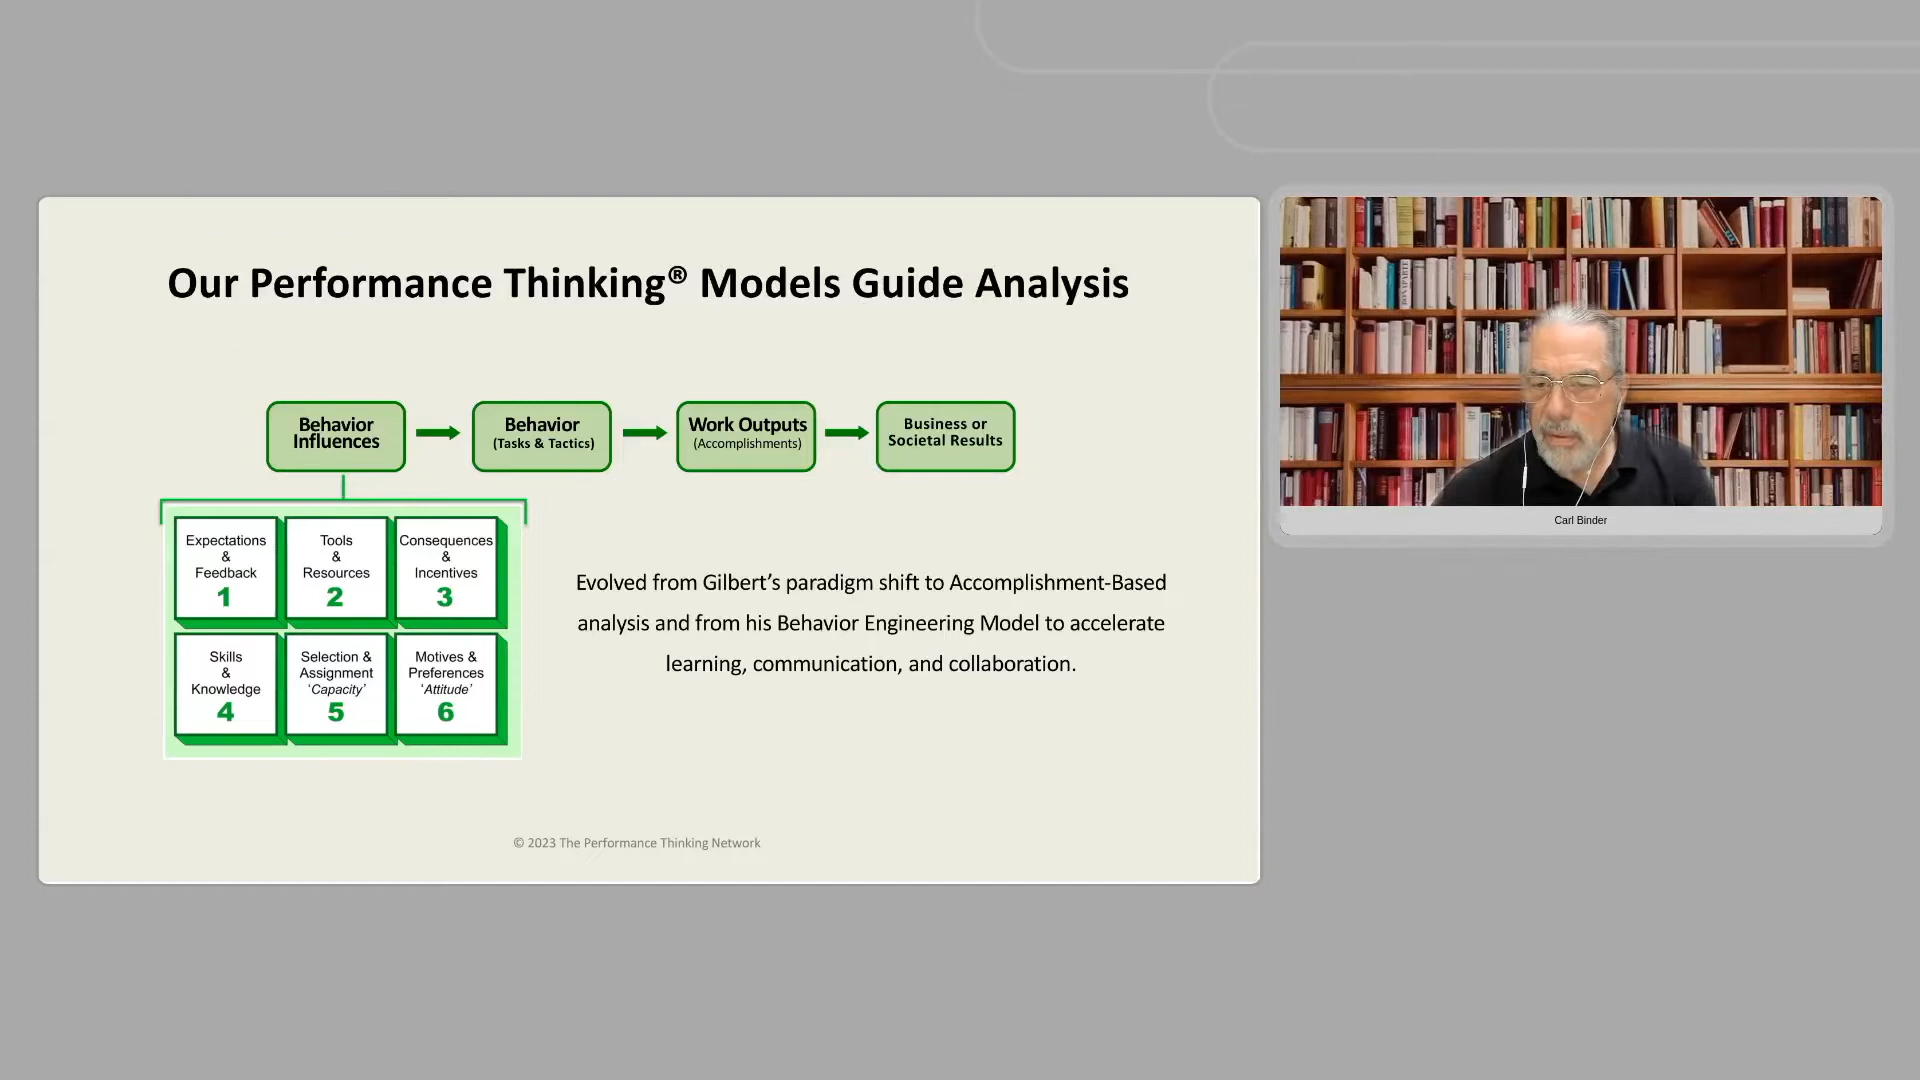 Our Performance Thinking® Models Guide Analysis
Behavior
Influences
Behavior
(Tasks & Tactics)
Work Outputs
(Accomplishments)
Business or
Societal Results
Expectations
&
Feedback
1
Tools
&
Resources
2
Consequences
&
Incentives
3
Skills
&
Knowledge
4
Selection &
Assignment
‘Capacity’
5
Motives &
Preferences
‘Attitude’
6
Evolved from Gilbert’s paradigm shift to Accomplishment-Based
analysis and from his Behavior Engineering Model to accelerate
learning, communication, and collaboration.
© 2023 The Performance Thinking Network
Carl Binder